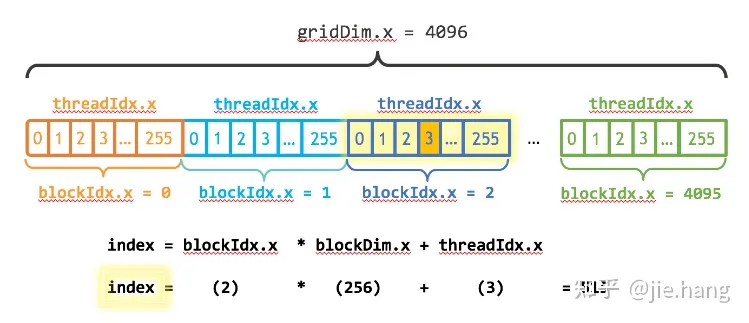 gridDim.x = 4096
threadIdx.x threadIdx.x threadIdx.x threadIdx.x
0 1 2 3 ... 255 0 1 2 3 ... 255 0 1 2 3 ... 255 ... 0 1 2 3 ... 255
blockIdx.x = 0 blockIdx.x = 1 blockIdx.x = 2 blockIdx.x = 4095
index = blockIdx.x * blockDim.x + threadIdx.x
index = (2) * (256) + (3) =
知乎 @jie.hang